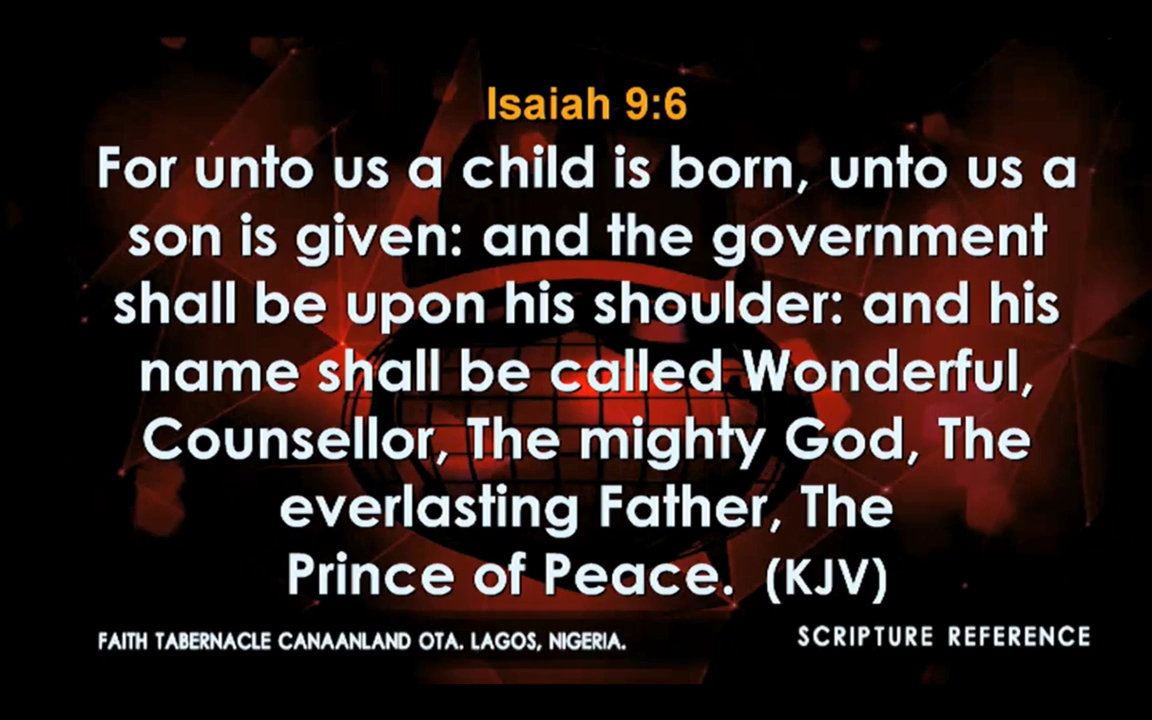 Isaiah 9:6
For unto us a child is born, unto us a
son is given: and the government
shall be upon his shoulder: and his
name shall be called Wonderful,
Counsellor, The mighty God, The
everlasting Father, The
Prince of Peace. (KJV)
FAITH TABERNACLE CANAANLAND OTA. LAGOS, NIGERIA.
SCRIPTURE REFERENCE